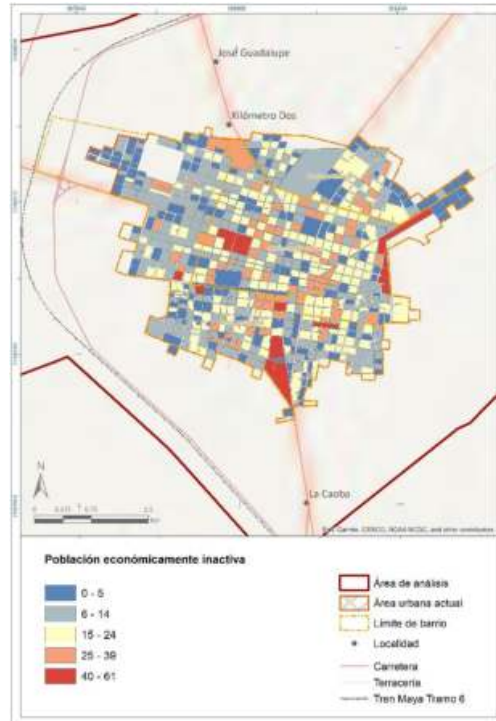 José Guadalupe
Kilómetro Dos
La Caoba
N
Población económicamente inactiva
0 - 5
6 - 14
15 - 24
25 - 39
40 - 61
Área de análisis
Área urbana actual
Límite de barrio
Localidad
Carretera
Terracería
Tren Maya Tramo 6